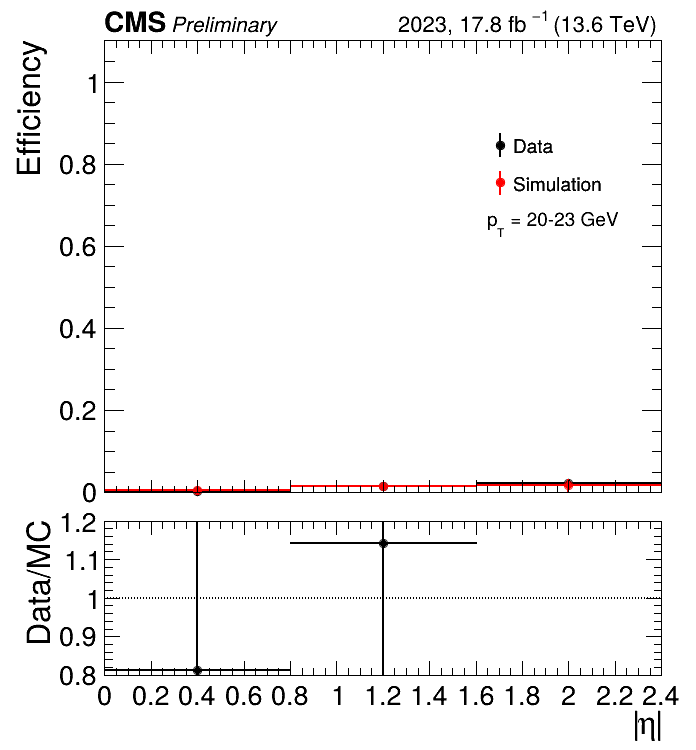 CMS Preliminary 2023, 17.8 fb⁻¹ (13.6 TeV)
Efficiency
1
0.8
0.6
0.4
0.2
0
Data
Simulation
p_T = 20-23 GeV
Data/MC
1.2
1.1
1
0.9
0.8
0 0.2 0.4 0.6 0.8 1 1.2 1.4 1.6 1.8 2 2.2 2.4
|η|